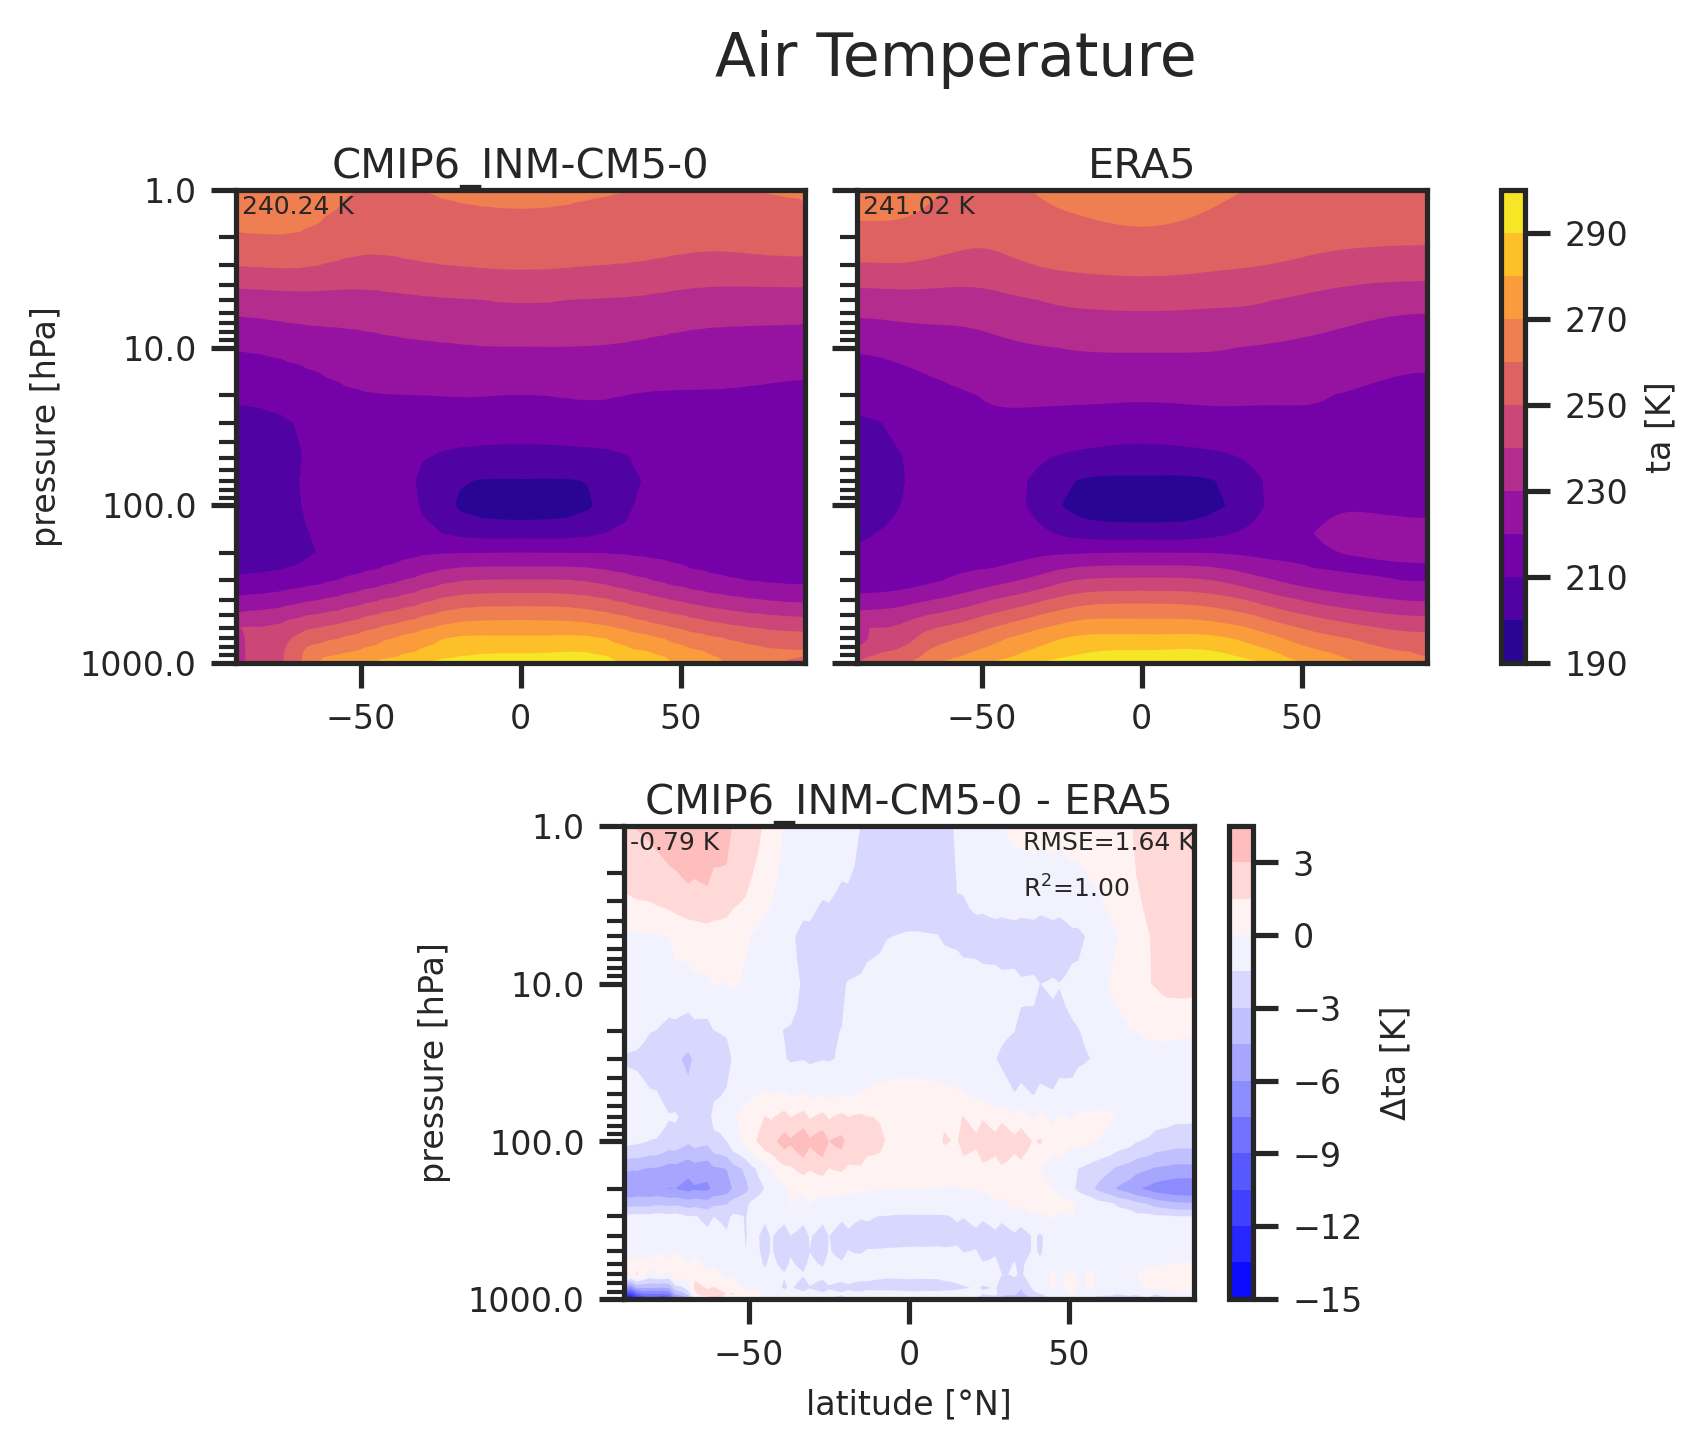 Air Temperature
CMIP6_INM-CM5-0
ERA5
240.24 K
241.02 K
1.0
10.0
100.0
1000.0
pressure [hPa]
−50
0
50
−50
0
50
290
270
250
230
210
190
ta [K]
CMIP6_INM-CM5-0 - ERA5
-0.79 K
RMSE=1.64 K
R²=1.00
1.0
10.0
100.0
1000.0
pressure [hPa]
−50
0
50
latitude [°N]
3
0
−3
−6
−9
−12
−15
Δta [K]